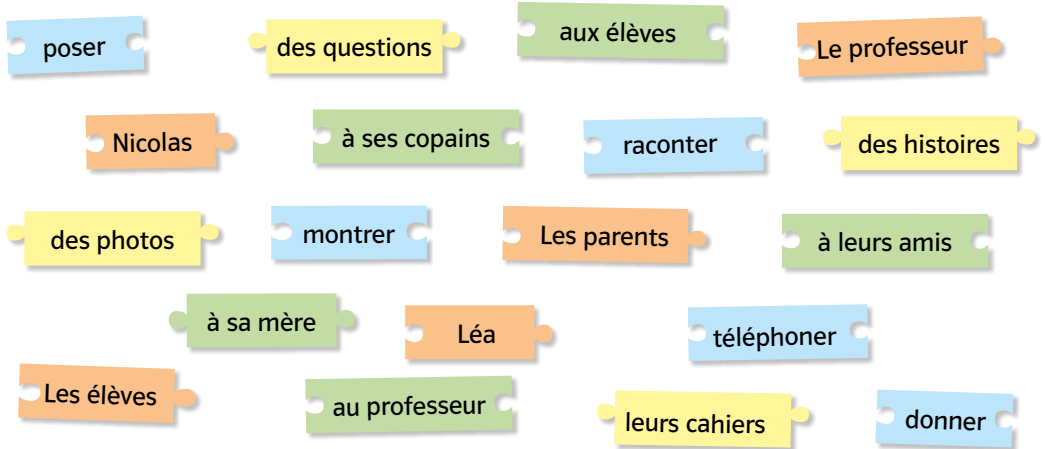 poser
des questions
aux élèves
Le professeur
Nicolas
à ses copains
raconter
des histoires
des photos
montrer
Les parents
à leurs amis
à sa mère
Léa
téléphoner
Les élèves
au professeur
leurs cahiers
donner